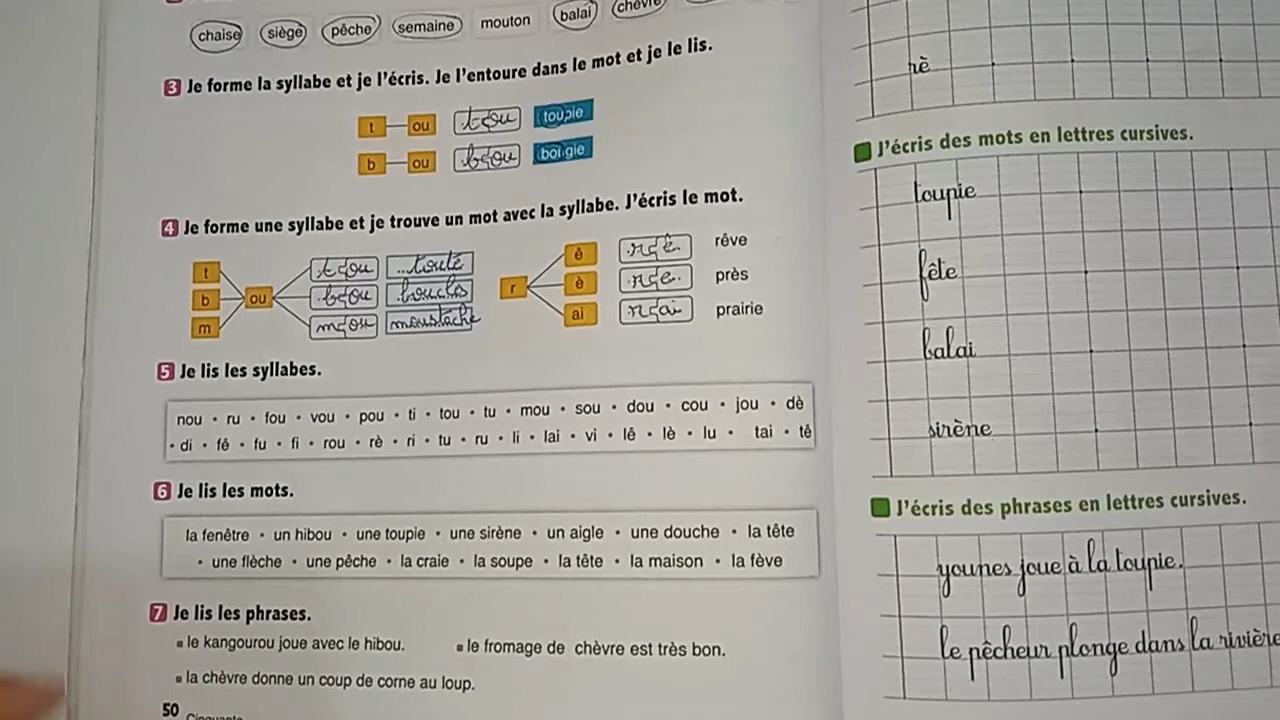 chaise siège pêche semaine mouton balai chèvre
3 Je forme la syllabe et je l'écris. Je l'entoure dans le mot et je le lis.
t ou tou toupie
b ou bou bougie
4 Je forme une syllabe et je trouve un mot avec la syllabe. J'écris le mot.
t b m ou
tou
bou boucles
mou moustache
r ê è ai
rê rêve
près
rai prairie
5 Je lis les syllabes.
nou • ru • fou • vou • pou • ti • tou • tu • mou • sou • dou • cou • jou • dè
• di • fê • fu • fi • rou • rè • ri • tu • ru • li • lai • vi • lê • lè • lu • tai • tê
6 Je lis les mots.
la fenêtre • un hibou • une toupie • une sirène • un aigle • une douche • la tête
• une flèche • une pêche • la craie • la soupe • la tête • la maison • la fève
7 Je lis les phrases.
le kangourou joue avec le hibou.
le fromage de chèvre est très bon.
la chèvre donne un coup de corne au loup.
50 Cinquante
rè
J'écris des mots en lettres cursives.
toupie
fête
balai
sirène
J'écris des phrases en lettres cursives.
younes joue à la toupie.
le pêcheur plonge dans la rivière